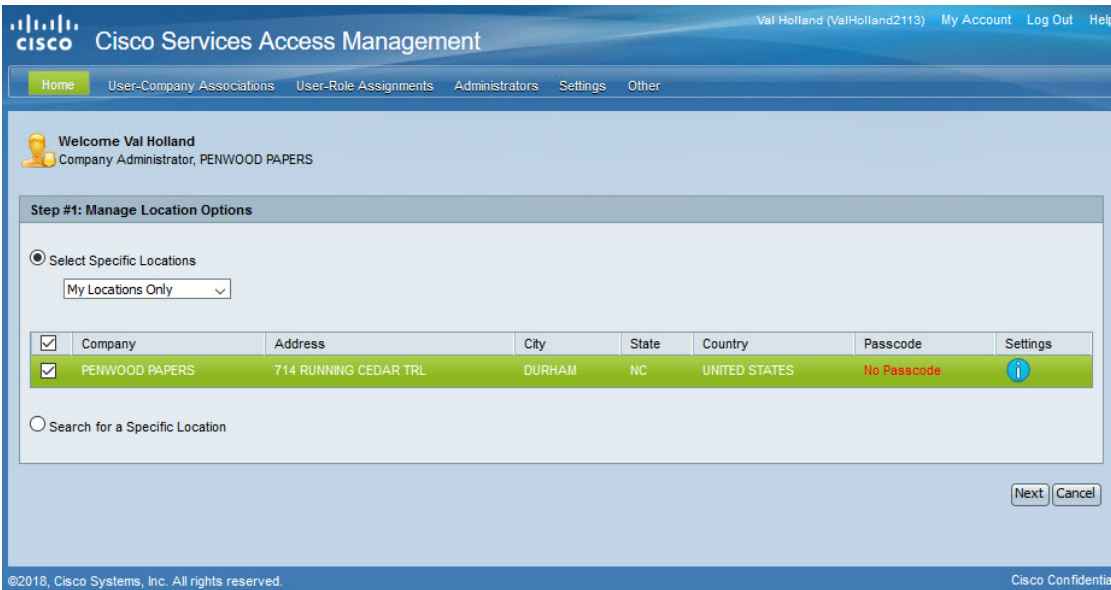 Val Holland (ValHolland2113) My Account Log Out Help
CISCO Cisco Services Access Management
Home User-Company Associations User-Role Assignments Administrators Settings Other
Welcome Val Holland
Company Administrator, PENWOOD PAPERS
Step #1: Manage Location Options
Select Specific Locations
My Locations Only
Company Address City State Country Passcode Settings
PENWOOD PAPERS 714 RUNNING CEDAR TRL DURHAM NC UNITED STATES No Passcode i
Search for a Specific Location
Next Cancel
©2018, Cisco Systems, Inc. All rights reserved. Cisco Confidentia